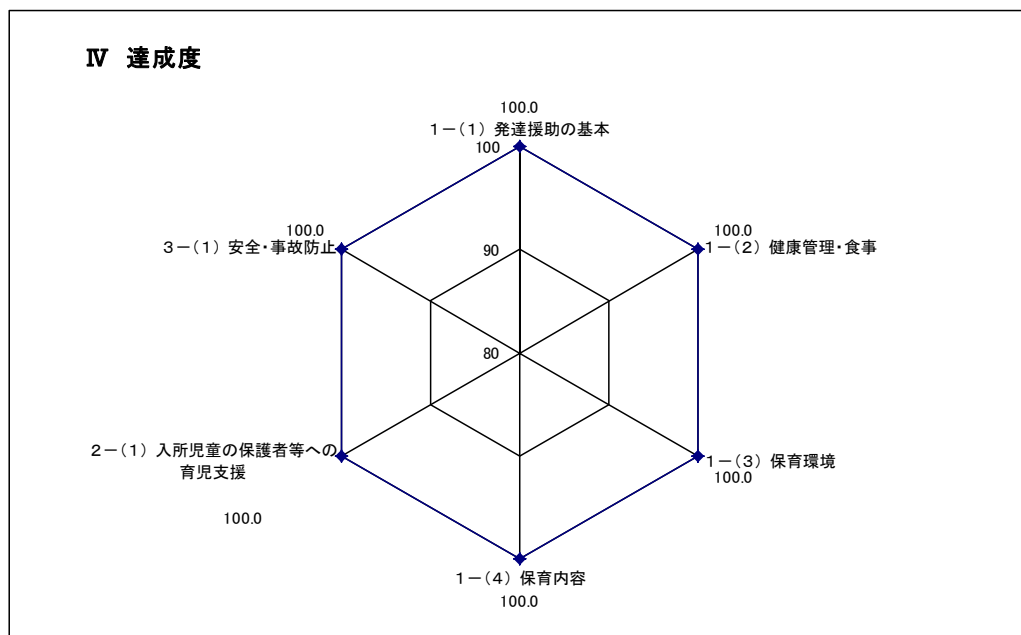 Ⅳ 達成度
100.0
1-(1) 発達援助の基本
100
100.0
1-(2) 健康管理・食事
100.0
3-(1) 安全・事故防止
90
80
2-(1) 入所児童の保護者等への
育児支援
100.0
1-(3) 保育環境
100.0
1-(4) 保育内容
100.0